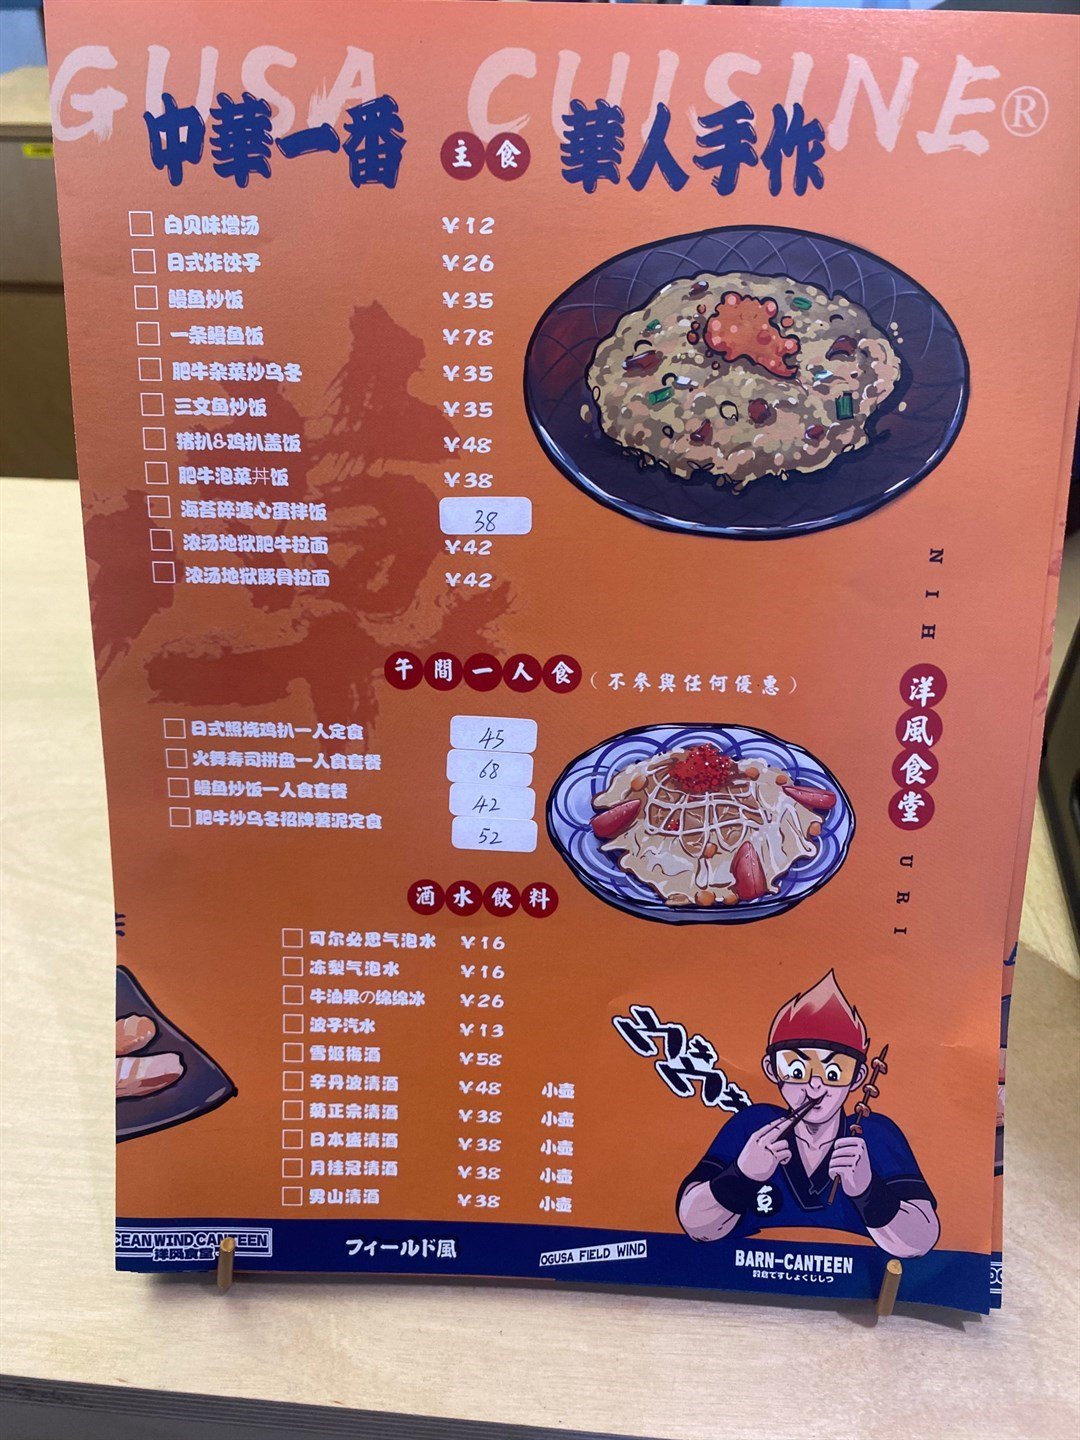 GUSA CUISINE®
中華一番 主食 華人手作
白贝味增汤 ¥12
日式炸饺子 ¥26
鳗鱼炒饭 ¥35
一条鳗鱼饭 ¥78
肥牛杂菜炒乌冬 ¥35
三文鱼炒饭 ¥35
猪扒&鸡扒盖饭 ¥48
肥牛泡菜丼饭 ¥38
海苔碎溏心蛋拌饭 38
浓汤地狱肥牛拉面 ¥42
浓汤地狱豚骨拉面 ¥42
NIH
洋風食堂
URI
午間一人食(不參與任何優惠)
日式照烧鸡扒一人定食 45
火舞寿司拼盘一人食套餐 68
鳗鱼炒饭一人食套餐 42
肥牛炒乌冬招牌薯泥定食 52
酒水飲料
可尔必思气泡水 ¥16
冻梨气泡水 ¥16
牛油果の绵绵冰 ¥26
波子汽水 ¥13
雪姬梅酒 ¥58
辛丹波清酒 ¥48 小壶
菊正宗清酒 ¥38 小壶
日本盛清酒 ¥38 小壶
月桂冠清酒 ¥38 小壶
男山清酒 ¥38 小壶
ウキウキ
CEAN WIND CANTEEN
洋风食堂
フィールド風
OGUSA FIELD WIND
BARN-CANTEEN